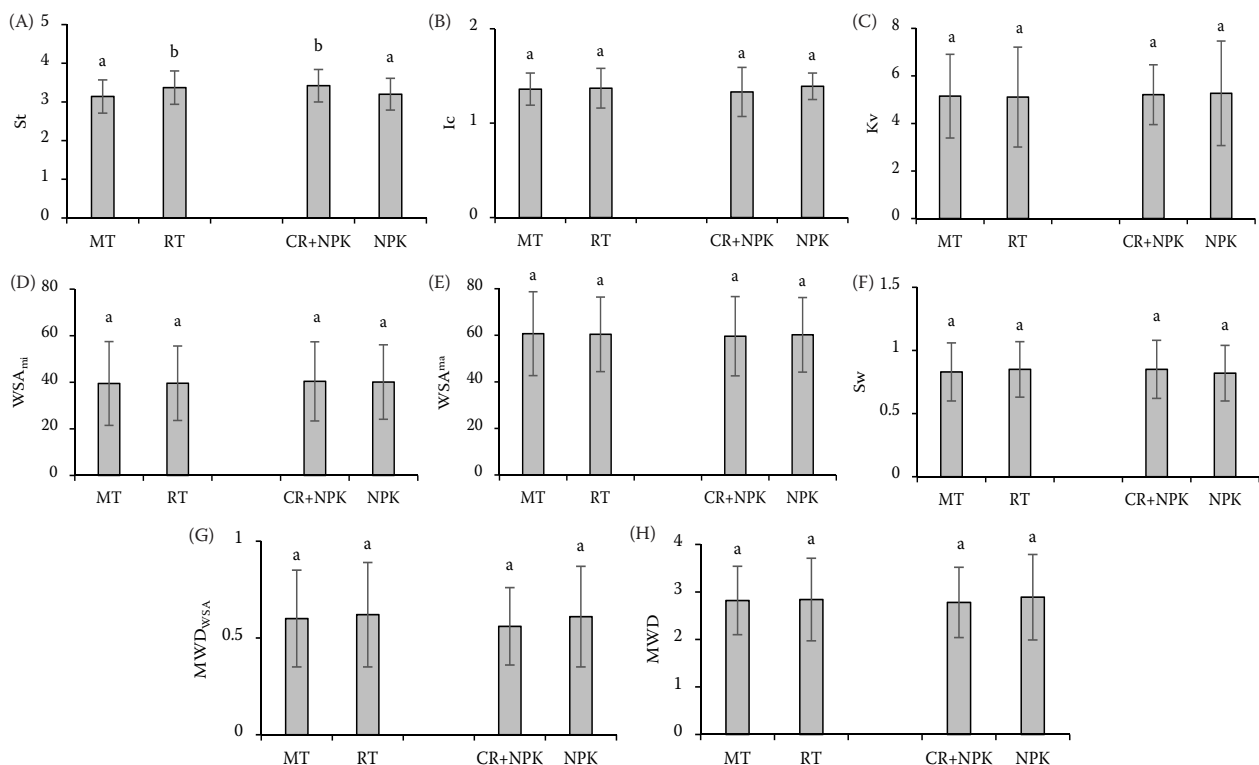 (A)
St
5
4
3
2
1
0
a
b
b
a
MT
RT
CR+NPK
NPK
(B)
Ic
2
1
0
a
a
a
a
MT
RT
CR+NPK
NPK
(C)
Kv
8
6
4
2
0
a
a
a
a
MT
RT
CR+NPK
NPK
(D)
WSAmi
80
60
40
20
0
a
a
a
a
MT
RT
CR+NPK
NPK
(E)
WSAma
80
60
40
20
0
a
a
a
a
MT
RT
CR+NPK
NPK
(F)
Sw
1.5
1
0.5
0
a
a
a
a
MT
RT
CR+NPK
NPK
(G)
MWDWSA
1
0.5
0
a
a
a
a
MT
RT
CR+NPK
NPK
(H)
MWD
4
3
2
1
0
a
a
a
a
MT
RT
CR+NPK
NPK